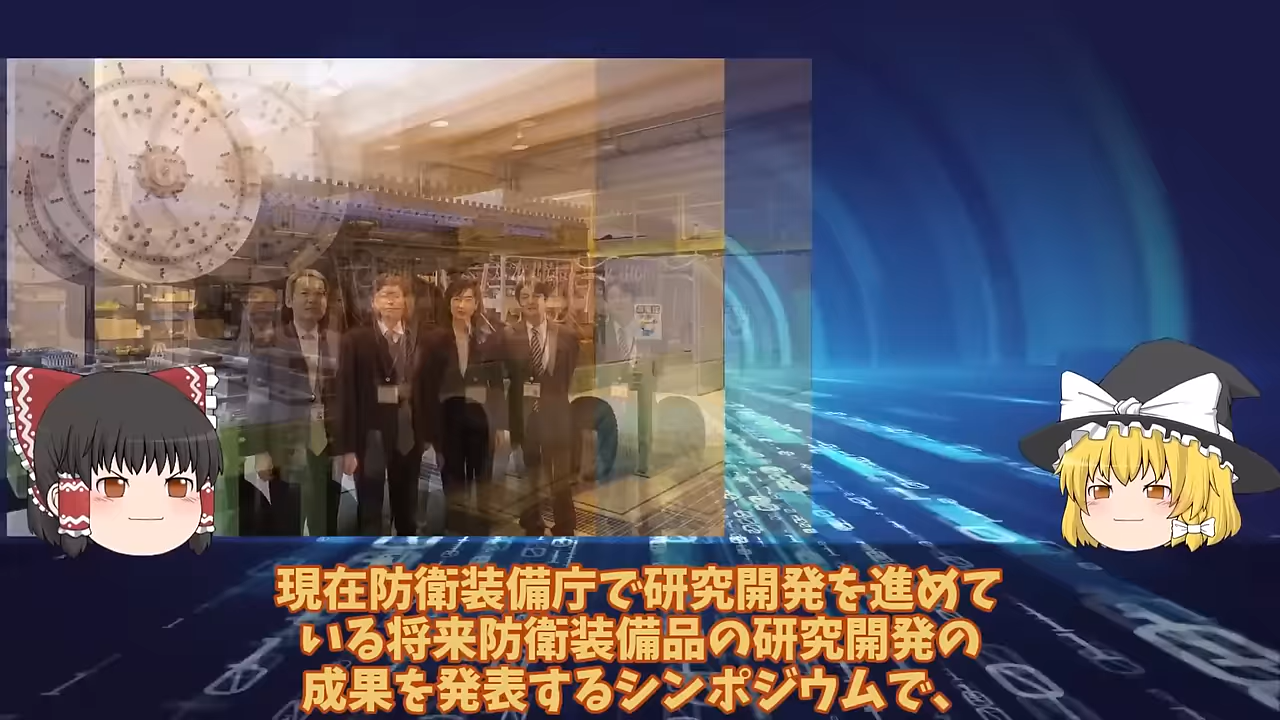 現在防衛装備庁で研究開発を進めて
いる将来防衛装備品の研究開発の
成果を発表するシンポジウムで、